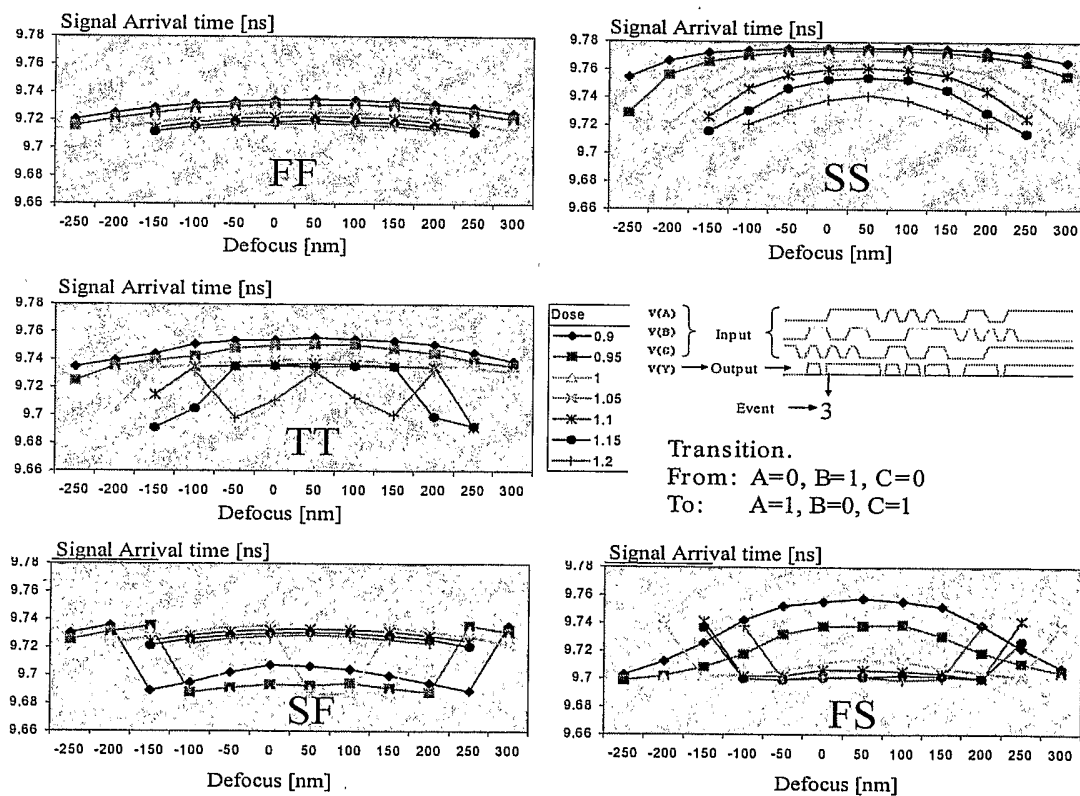 Signal Arrival time [ns]
9.78
9.76
9.74
9.72
9.7
9.68
9.66
FF
-250 -200 -150 -100 -50 0 50 100 150 200 250 300
Defocus [nm]
Signal Arrival time [ns]
9.78
9.76
9.74
9.72
9.7
9.68
9.66
SS
-250 -200 -150 -100 -50 0 50 100 150 200 250 300
Defocus [nm]
Signal Arrival time [ns]
9.78
9.76
9.74
9.72
9.7
9.68
9.66
TT
-250 -200 -150 -100 -50 0 50 100 150 200 250 300
Defocus [nm]
Dose
0.9
0.95
1
1.05
1.1
1.15
1.2
V(A)
V(B)
V(C)
Input
V(Y) Output
Event 3
Transition.
From: A=0, B=1, C=0
To: A=1, B=0, C=1
Signal Arrival time [ns]
9.78
9.76
9.74
9.72
9.7
9.68
9.66
SF
-250 -200 -150 -100 -50 0 50 100 150 200 250 300
Defocus [nm]
Signal Arrival time [ns]
9.78
9.76
9.74
9.72
9.7
9.68
9.66
FS
-250 -200 -150 -100 -50 0 50 100 150 200 250 300
Defocus [nm]